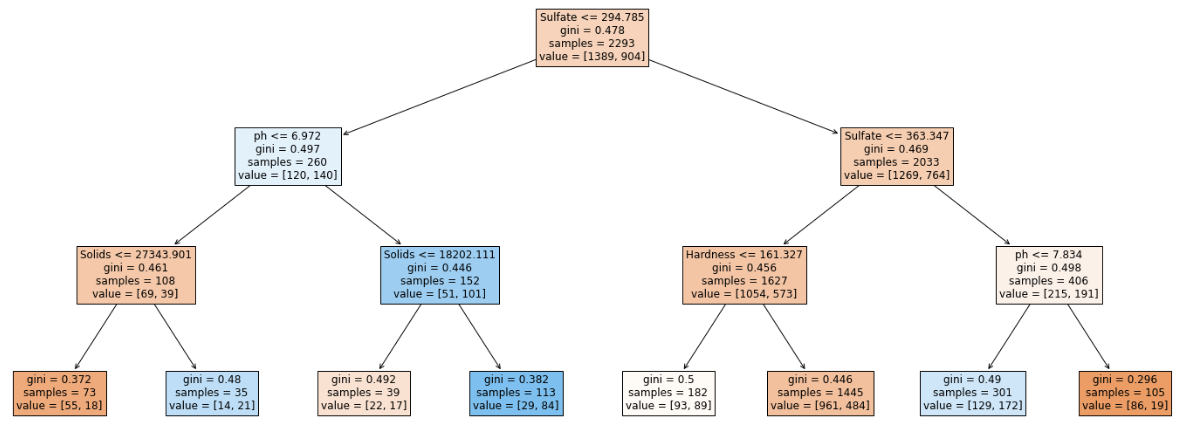 Sulfate <= 294.785
gini = 0.478
samples = 2293
value = [1389, 904]
ph <= 6.972
gini = 0.497
samples = 260
value = [120, 140]
Sulfate <= 363.347
gini = 0.469
samples = 2033
value = [1269, 764]
Solids <= 27343.901
gini = 0.461
samples = 108
value = [69, 39]
Solids <= 18202.111
gini = 0.446
samples = 152
value = [51, 101]
Hardness <= 161.327
gini = 0.456
samples = 1627
value = [1054, 573]
ph <= 7.834
gini = 0.498
samples = 406
value = [215, 191]
gini = 0.372
samples = 73
value = [55, 18]
gini = 0.48
samples = 35
value = [14, 21]
gini = 0.492
samples = 39
value = [22, 17]
gini = 0.382
samples = 113
value = [29, 84]
gini = 0.5
samples = 182
value = [93, 89]
gini = 0.446
samples = 1445
value = [961, 484]
gini = 0.49
samples = 301
value = [129, 172]
gini = 0.296
samples = 105
value = [86, 19]